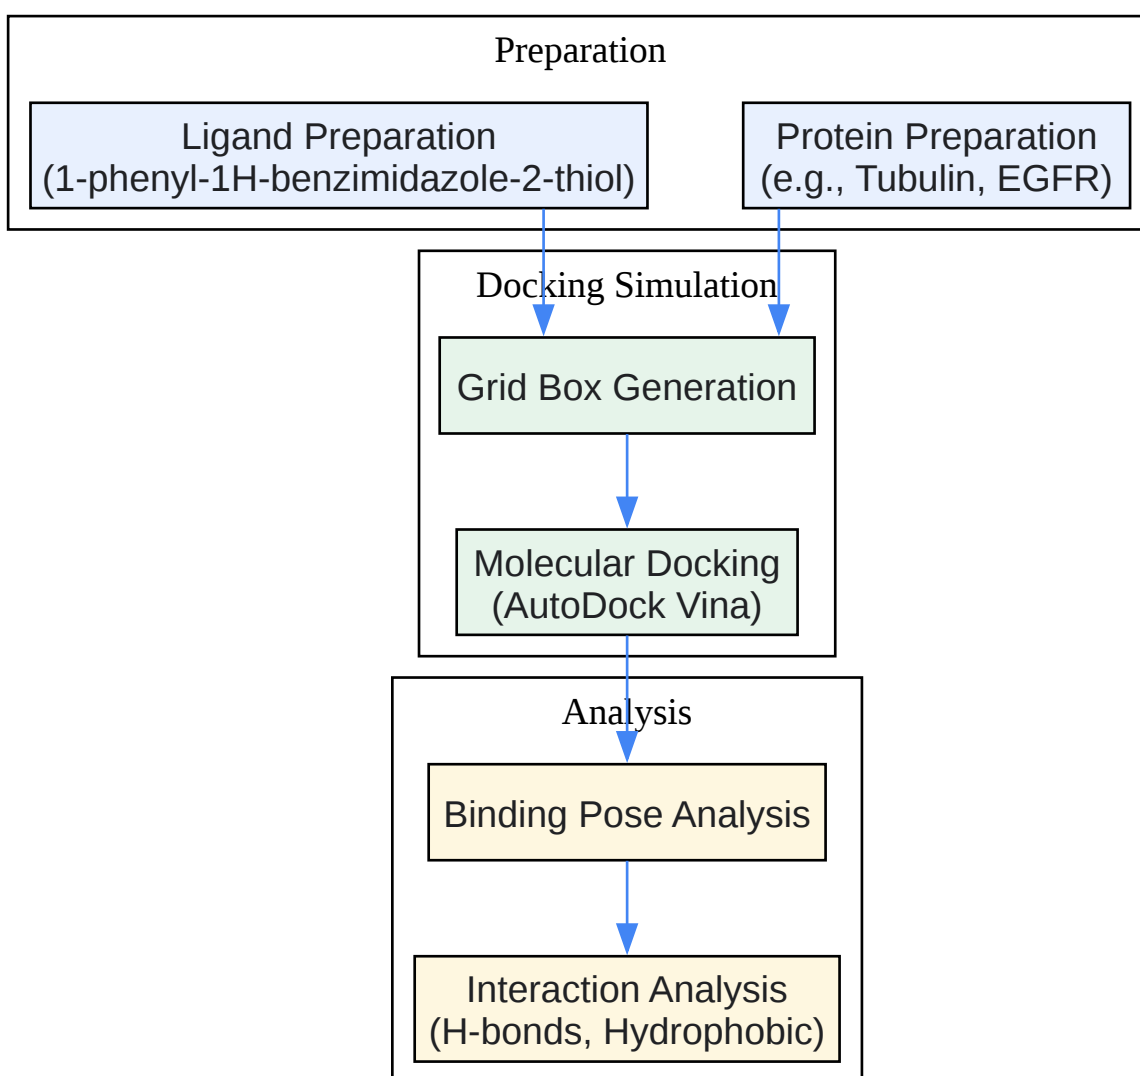 Preparation
Ligand Preparation
(1-phenyl-1H-benzimidazole-2-thiol)
Protein Preparation
(e.g., Tubulin, EGFR)
Docking Simulation
Grid Box Generation
Molecular Docking
(AutoDock Vina)
Analysis
Binding Pose Analysis
Interaction Analysis
(H-bonds, Hydrophobic)